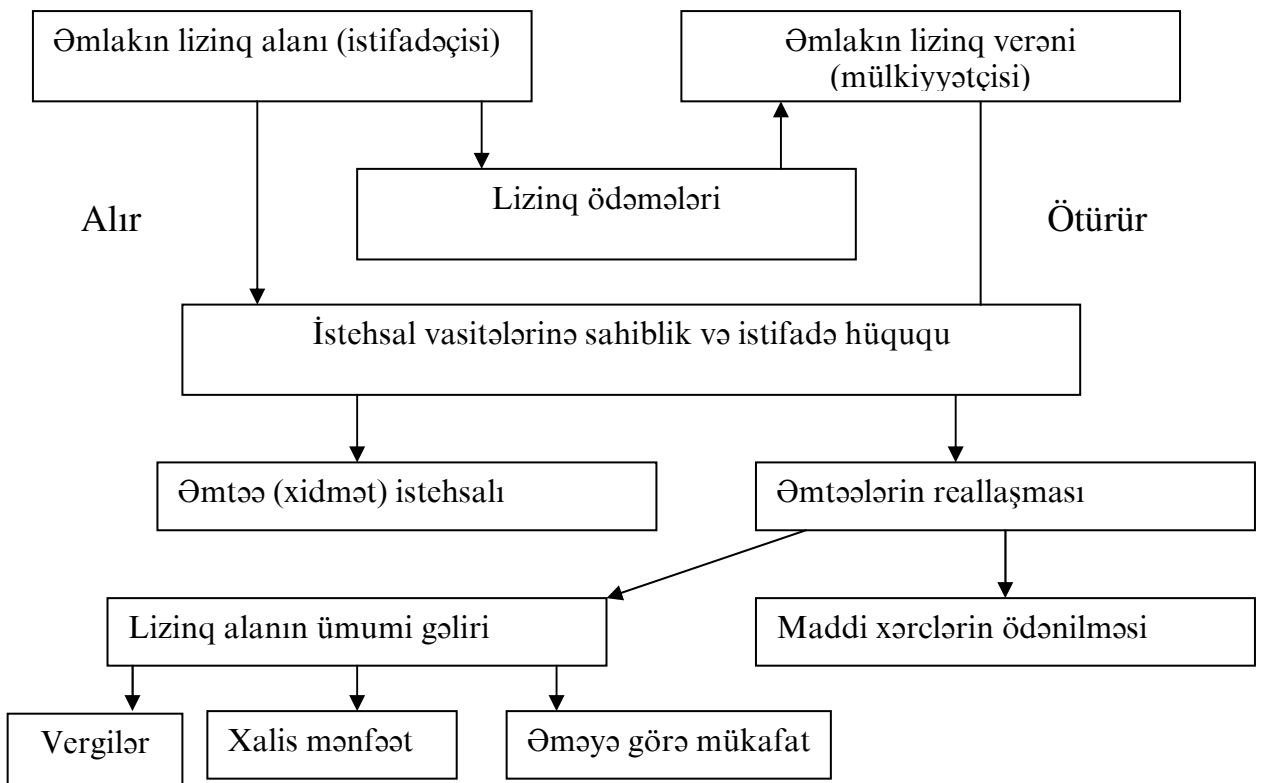 Əmlakın lizinq alanı (istifadəçisi)
Əmlakın lizinq verəni
(mülkiyyətçisi)
Lizinq ödəmələri
Alır
Ötürür
İstehsal vasitələrinə sahiblik və istifadə hüququ
Əmtəə (xidmət) istehsalı
Əmtəələrin reallaşması
Lizinq alanın ümumi gəliri
Maddi xərclərin ödənilməsi
Vergilər
Xalis mənfəət
Əməyə görə mükafat